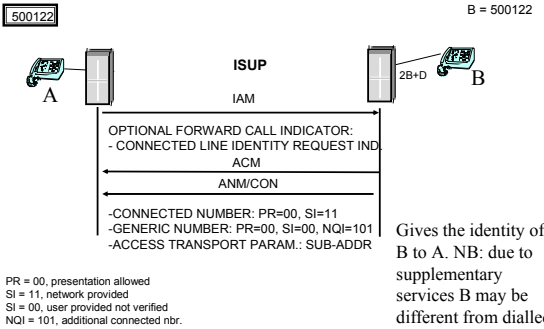 500122
B = 500122
ISUP
2B+D
A
B
IAM
OPTIONAL FORWARD CALL INDICATOR:
- CONNECTED LINE IDENTITY REQUEST IND.
ACM
ANM/CON
-CONNECTED NUMBER: PR=00, SI=11
-GENERIC NUMBER: PR=00, SI=00, NQI=101
-ACCESS TRANSPORT PARAM.: SUB-ADDR
Gives the identity of
B to A. NB: due to
supplementary
services B may be
different from dialled
PR = 00, presentation allowed
SI = 11, network provided
SI = 00, user provided not verified
NQI = 101, additional connected nbr.